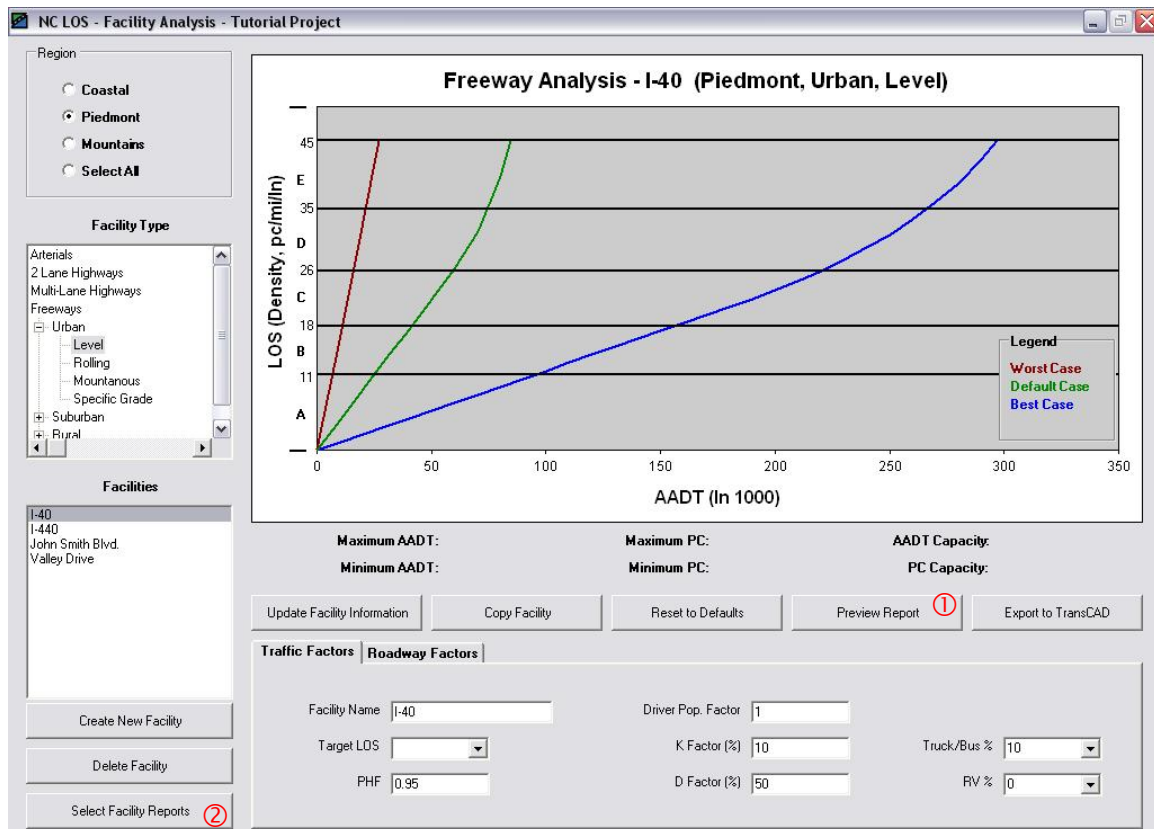 NC LOS - Facility Analysis - Tutorial Project
Region
Coastal
Piedmont
Mountains
Select All
Facility Type
Arterials
2 Lane Highways
Multi-Lane Highways
Freeways
Urban
Level
Rolling
Mountanous
Specific Grade
Suburban
Rural
Facilities
I-40
I-440
John Smith Blvd.
Valley Drive
Create New Facility
Delete Facility
Select Facility Reports ②
Freeway Analysis - I-40 (Piedmont, Urban, Level)
LOS (Density, pc/mi/ln)
45
E
35
D
26
C
18
B
11
A
0 50 100 150 200 250 300 350
AADT (In 1000)
Legend
Worst Case
Default Case
Best Case
Maximum AADT: Maximum PC: AADT Capacity:
Minimum AADT: Minimum PC: PC Capacity:
Update Facility Information Copy Facility Reset to Defaults Preview Report ① Export to TransCAD
Traffic Factors Roadway Factors
Facility Name I-40 Driver Pop. Factor 1
Target LOS K Factor (%) 10 Truck/Bus % 10
PHF 0.95 D Factor (%) 50 RV % 0